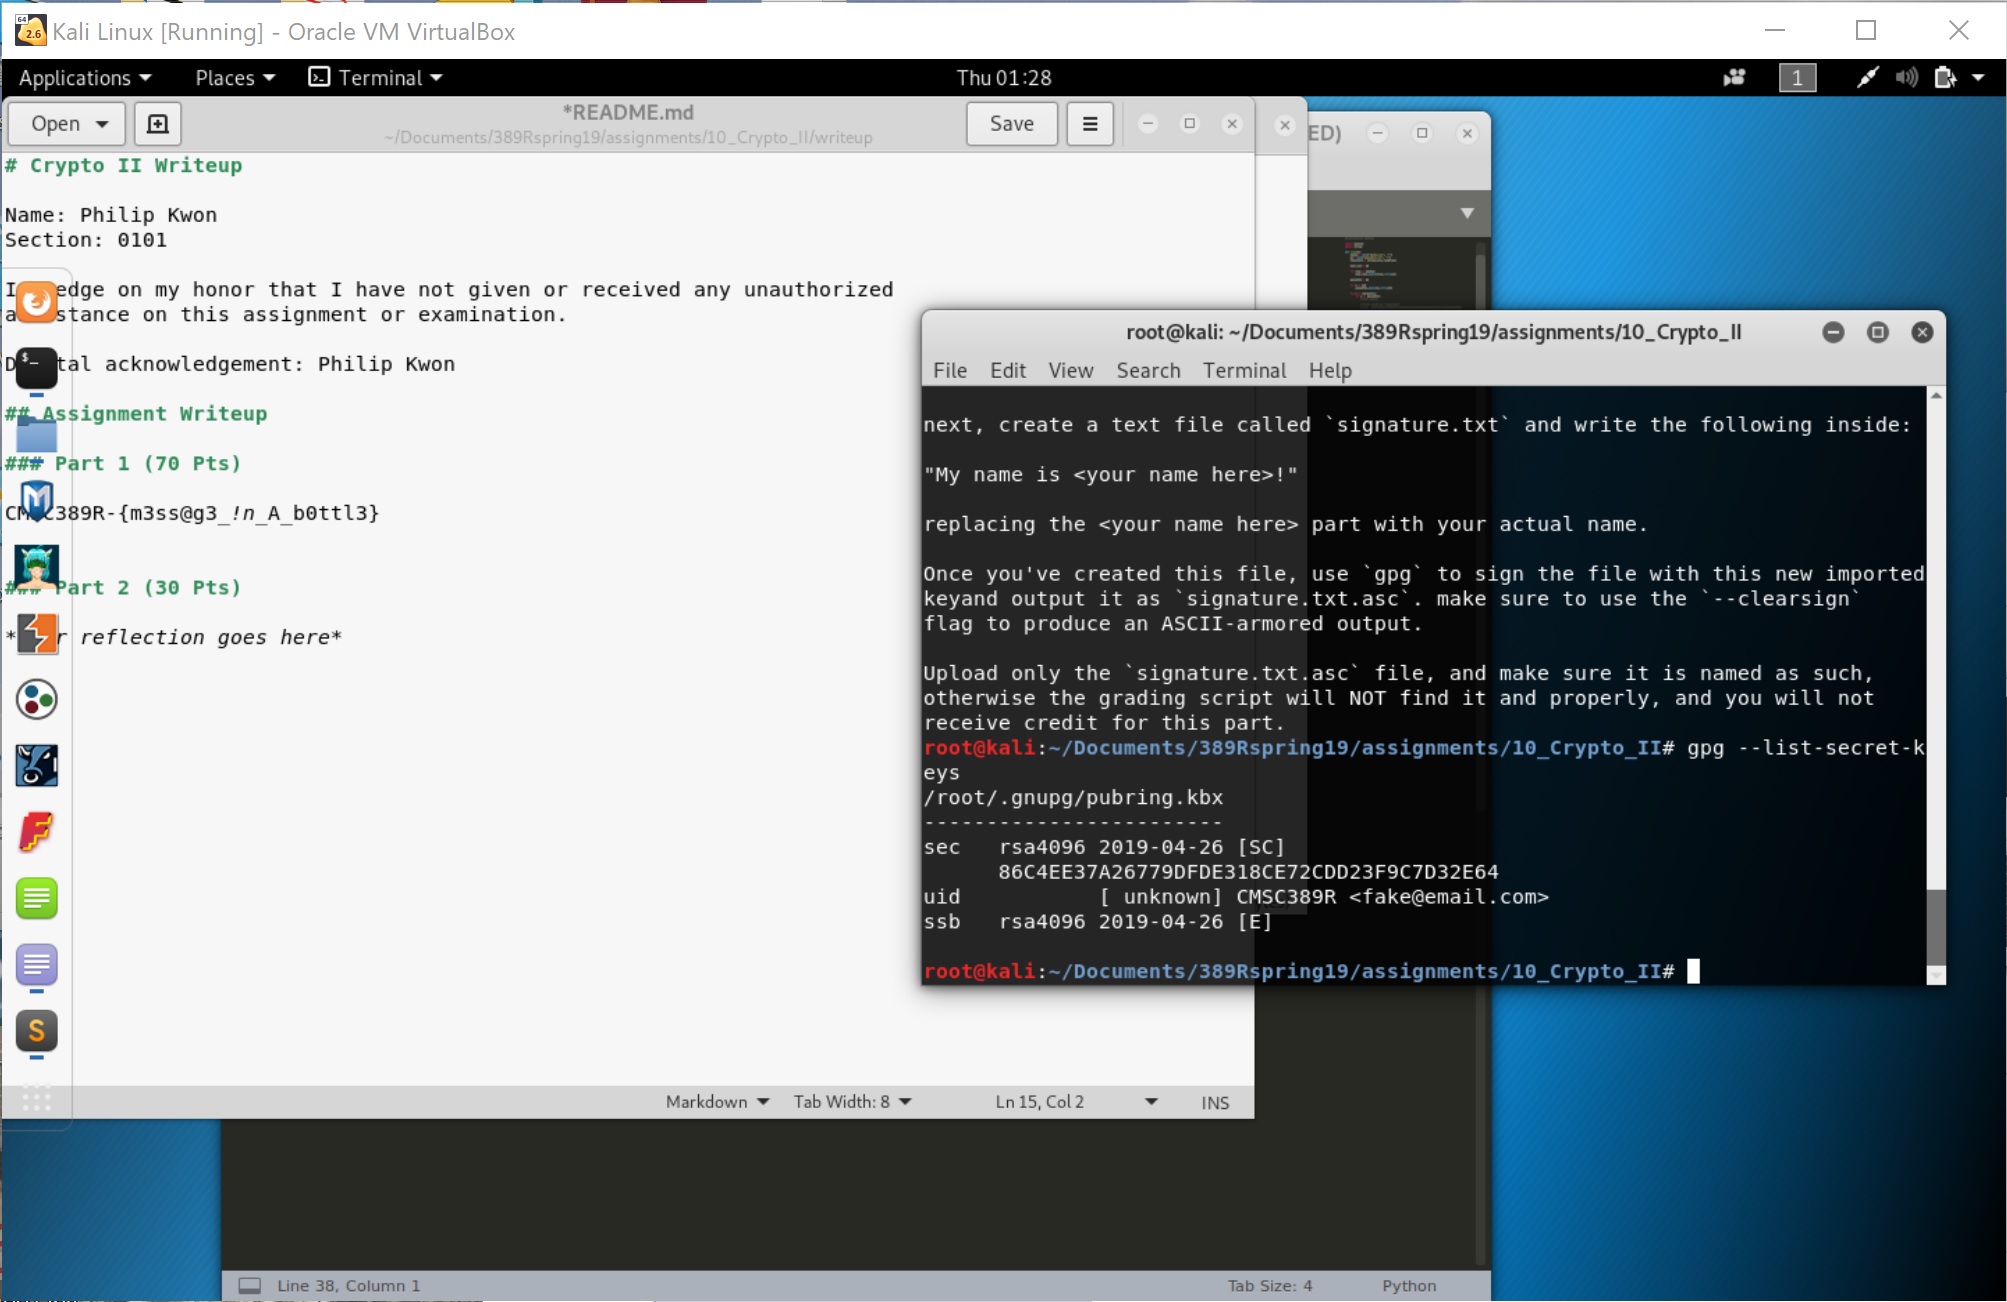 Kali Linux [Running] - Oracle VM VirtualBox
Applications Places Terminal Thu 01:28 1
Open *README.md Save
~/Documents/389Rspring19/assignments/10_Crypto_II/writeup
ED)
# Crypto II Writeup
Name: Philip Kwon
Section: 0101
I edge on my honor that I have not given or received any unauthorized
a stance on this assignment or examination.
D tal acknowledgement: Philip Kwon
## Assignment Writeup
### Part 1 (70 Pts)
CMSC389R-{m3ss@g3_!n_A_b0ttl3}
### Part 2 (30 Pts)
* r reflection goes here*
Markdown Tab Width: 8 Ln 15, Col 2 INS
root@kali: ~/Documents/389Rspring19/assignments/10_Crypto_II
File Edit View Search Terminal Help
next, create a text file called `signature.txt` and write the following inside:
"My name is <your name here>!"
replacing the <your name here> part with your actual name.
Once you've created this file, use `gpg` to sign the file with this new imported
keyand output it as `signature.txt.asc`. make sure to use the `--clearsign`
flag to produce an ASCII-armored output.
Upload only the `signature.txt.asc` file, and make sure it is named as such,
otherwise the grading script will NOT find it and properly, and you will not
receive credit for this part.
root@kali:~/Documents/389Rspring19/assignments/10_Crypto_II# gpg --list-secret-k
eys
/root/.gnupg/pubring.kbx
------------------------
sec   rsa4096 2019-04-26 [SC]
      86C4EE37A26779DFDE318CE72CDD23F9C7D32E64
uid           [ unknown] CMSC389R <fake@email.com>
ssb   rsa4096 2019-04-26 [E]
root@kali:~/Documents/389Rspring19/assignments/10_Crypto_II#
Line 38, Column 1 Tab Size: 4 Python